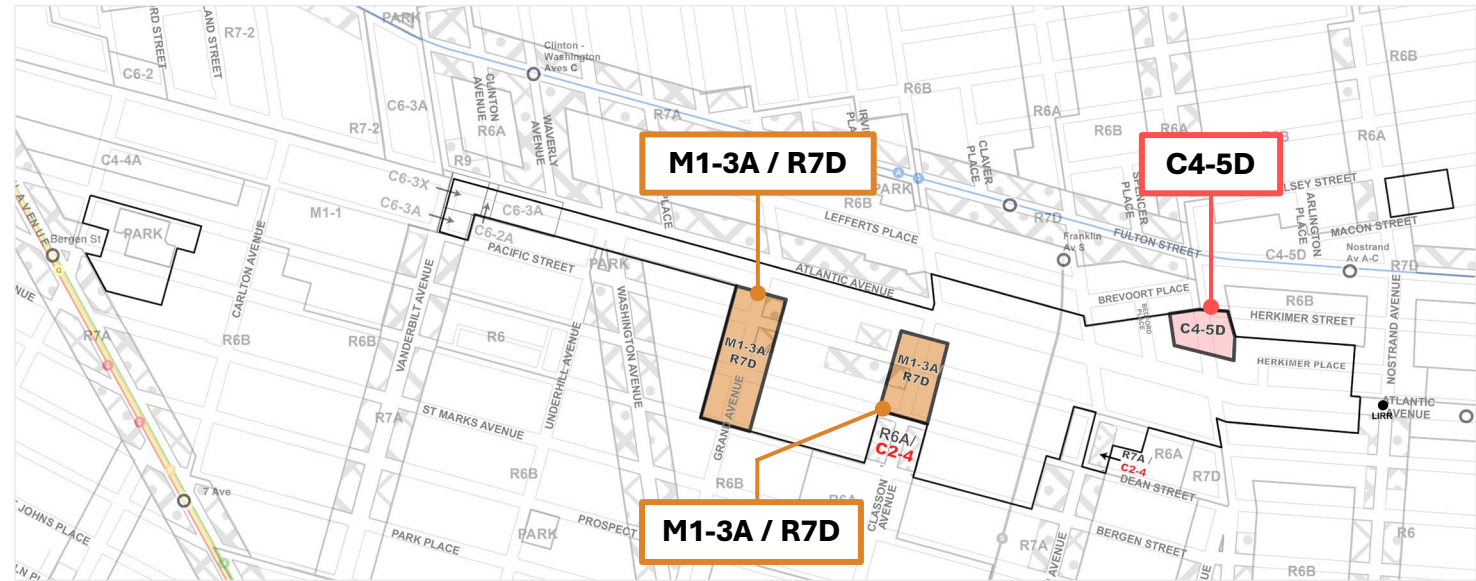 PARK
R7-2
LAND STREET
RD STREET
C6-2
Clinton -
Washington
Aves C
CLINTON
AVENUE
WAVERLY
AVENUE
R6B
R6B
C6-3A
R7A
R7-2
R6A
R6A
R6B
R6A
R6A
M1-3A / R7D
C4-5D
CLAVER
PLACE
C4-4A
R9
C6-3X
C6-3A
C6-3A
C6-2A
M1-1
PLACE
PARK
R6B
LEFFERTS PLACE
R7D
SPENCER
PLACE
LSEY STREET
ARLINGTON
PLACE
MACON STREET
FULTON STREET
Franklin
Av S
Nostrand
Av A-C
C4-5D
R7D
Bergen St
PARK
CARLTON AVENUE
PACIFIC STREET
PARK
ATLANTIC AVENUE
BREVOORT PLACE
BEDFORD
PLACE
R6B
HERKIMER STREET
C4-5D
HERKIMER PLACE
NOSTRAND AVENUE
VANDERBILT AVENUE
WASHINGTON AVENUE
UNDERHILL AVENUE
R7A
R6B
R6B
R6
M1-3A/
R7D
M1-3A/
R7D
GRAND AVENUE
ATLANTIC
AVENUE
LIRR
R7A
ST MARKS AVENUE
R6A/
C2-4
R7A /
C2-4
R6A
R7D
DEAN STREET
R6B
R6B
R6A
CLASSON
AVENUE
7 Ave
JOHNS PLACE
PARK PLACE
PARK
PROSPECT
M1-3A / R7D
R7A
AVENUE
BERGEN STREET
R6
R6B